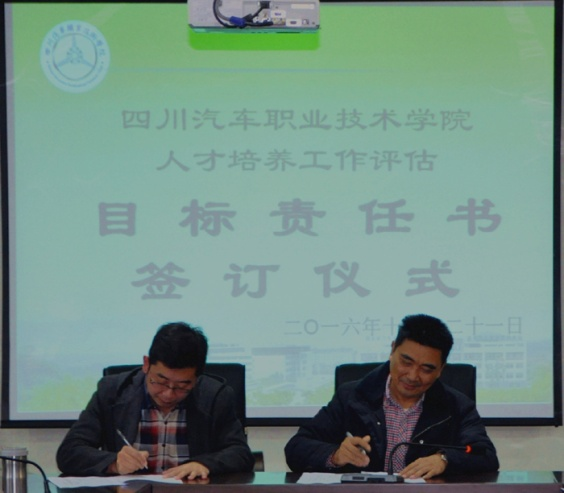 四川汽车职业技术学院
人才培养工作评估
目标责任书
签订仪式
二〇一六年十 二十一日